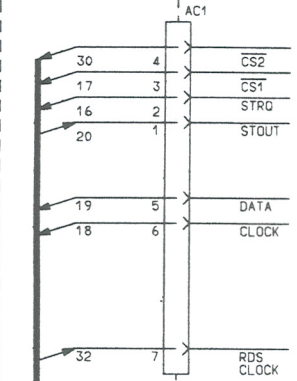 AC1
30 4 CS2
17 3 CS1
16 2 STRQ
20 1 STOUT
19 5 DATA
18 6 CLOCK
32 7 RDS
CLOCK